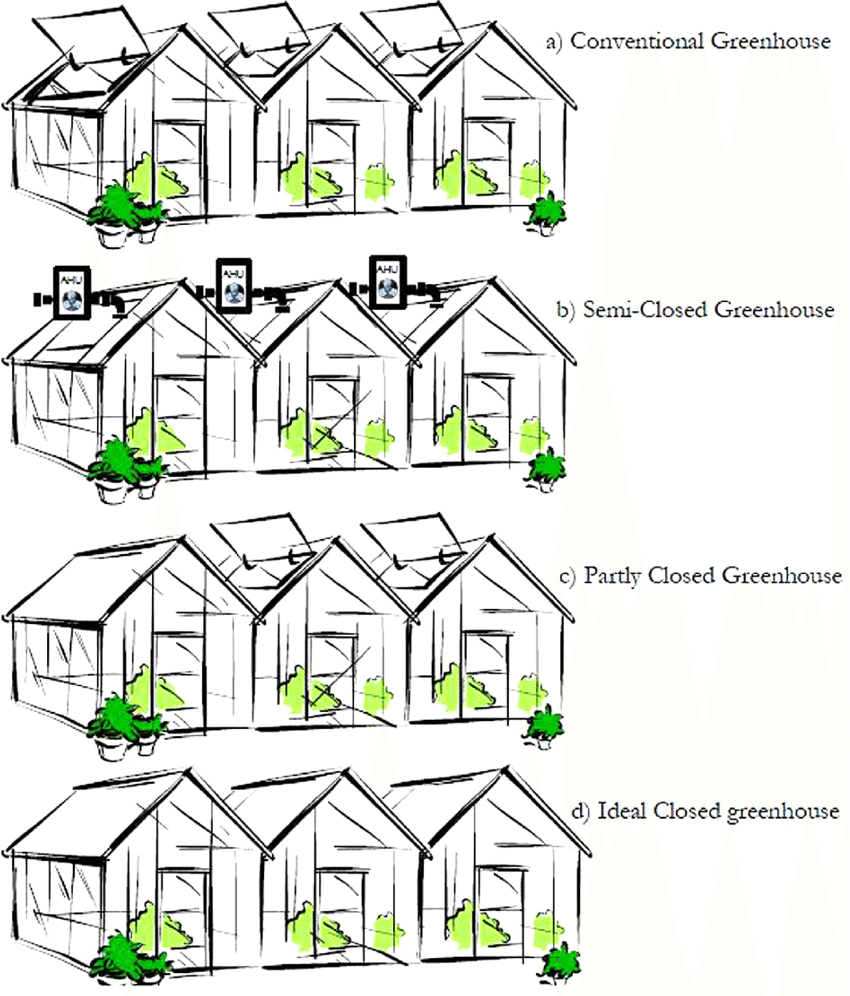 a) Conventional Greenhouse
AHU
AHU
AHU
b) Semi-Closed Greenhouse
c) Partly Closed Greenhouse
d) Ideal Closed greenhouse